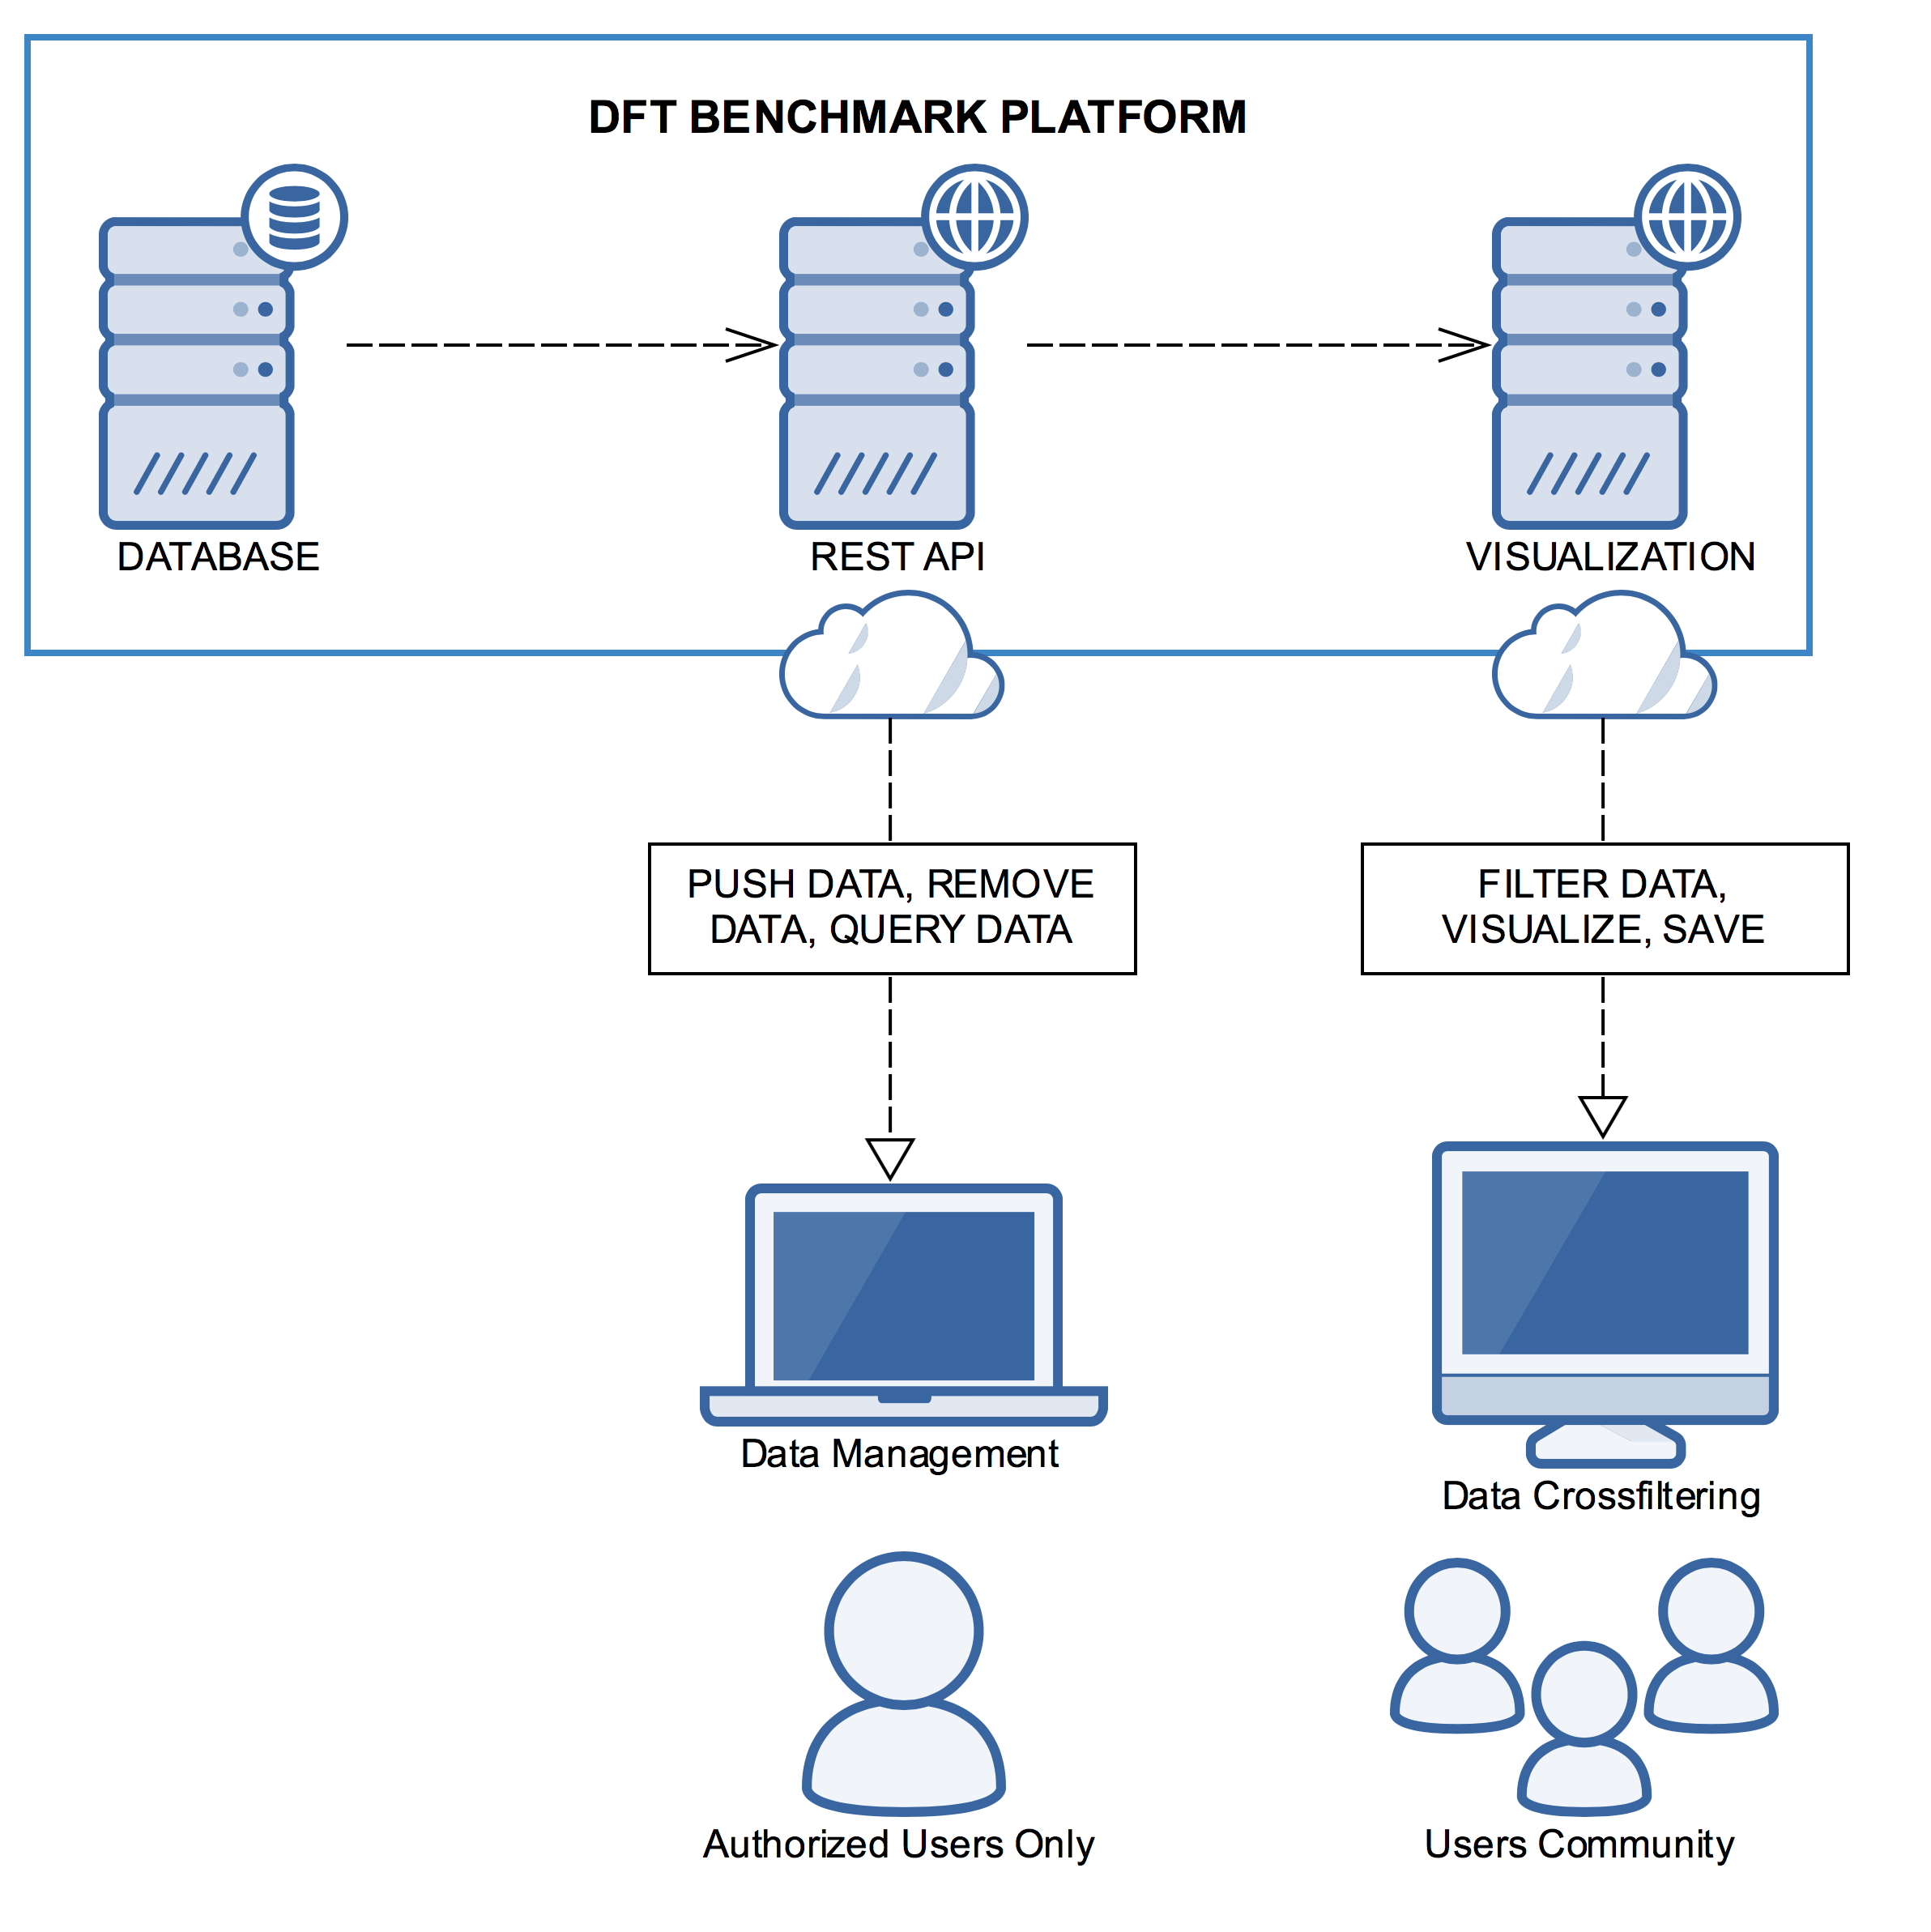 DFT BENCHMARK PLATFORM
DATABASE
REST API
VISUALIZATION
PUSH DATA, REMOVE
DATA, QUERY DATA
FILTER DATA,
VISUALIZE, SAVE
Data Management
Data Crossfiltering
Authorized Users Only
Users Community